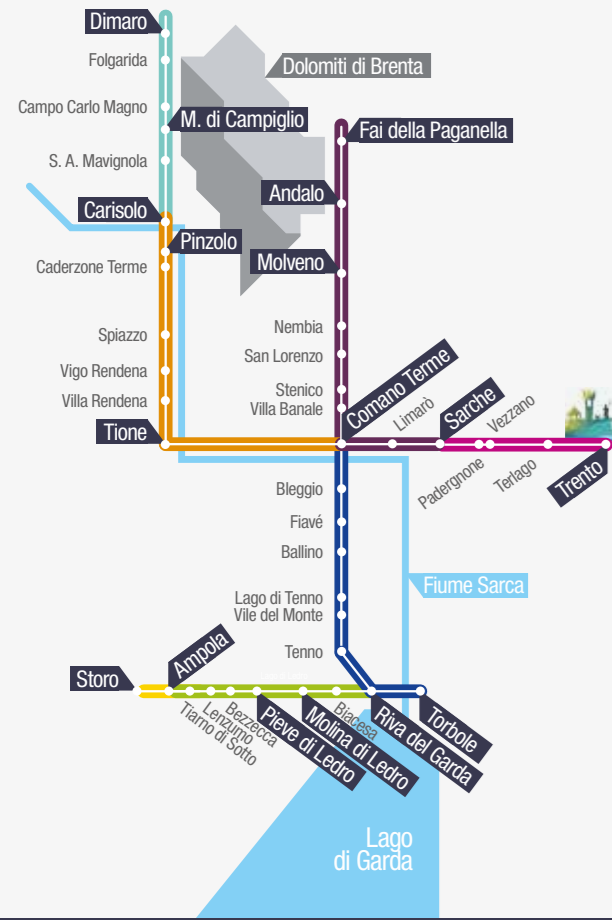 Dimaro
Folgarida
Dolomiti di Brenta
Campo Carlo Magno
M. di Campiglio
Fai della Paganella
S. A. Mavignola
Andalo
Carisolo
Pinzolo
Molveno
Caderzone Terme
Nembia
Spiazzo
San Lorenzo
Vigo Rendena
Stenico
Villa Rendena
Villa Banale
Comano Terme
Limarò
Sarche
Vezzano
Tione
Padergnone
Terlago
Trento
Bleggio
Fiavé
Ballino
Fiume Sarca
Lago di Tenno
Vile del Monte
Tenno
Ampola
Storo
Tiarno di Sotto
Lenzumo
Bezzecca
Pieve di Ledro
Molina di Ledro
Biacesa
Riva del Garda
Torbole
Lago
di Garda